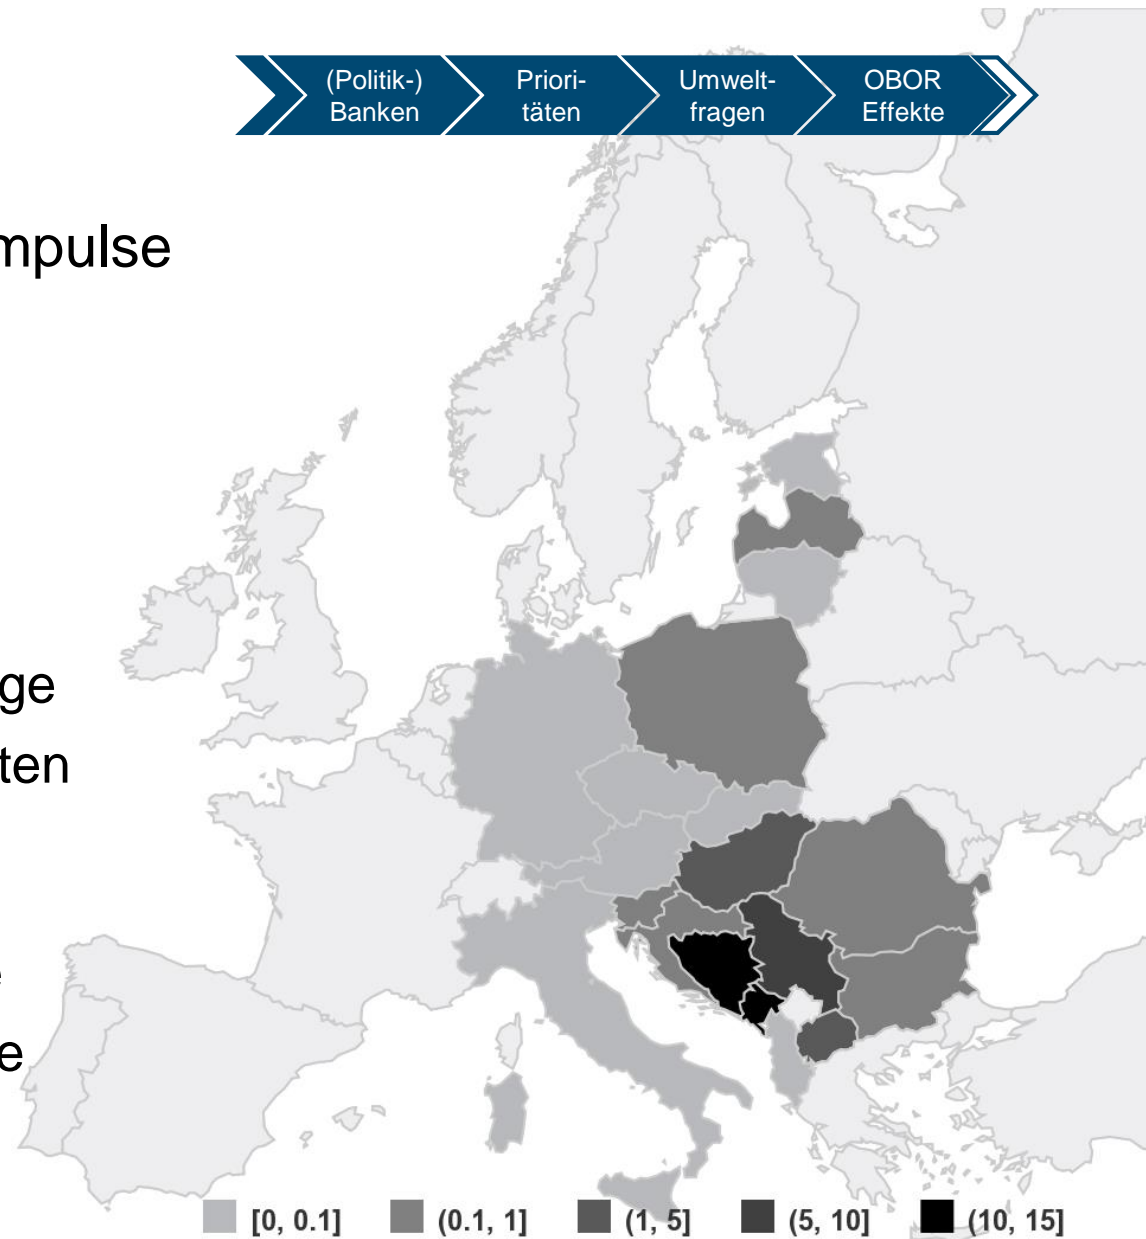 (Politik-)
Banken
Priori-
täten
Umwelt-
fragen
OBOR
Effekte
mpulse
ge
ten
e
e
[0, 0.1]
(0.1, 1]
(1, 5]
(5, 10]
(10, 15]